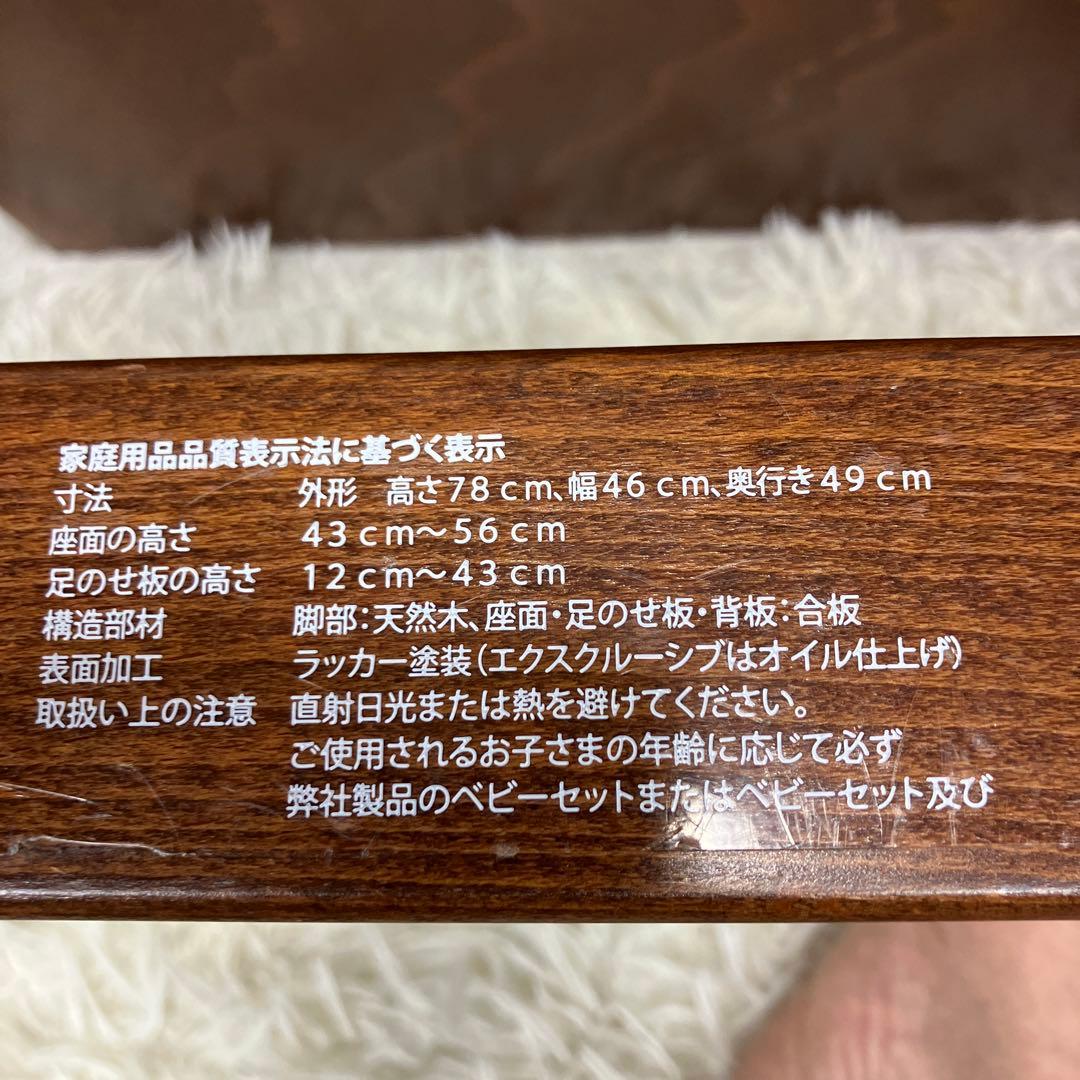 家庭用品品質表示法に基づく表示
寸法 外形 高さ78cm、幅46cm、奥行き49cm
座面の高さ 43cm～56cm
足のせ板の高さ 12cm～43cm
構造部材 脚部：天然木、座面・足のせ板・背板：合板
表面加工 ラッカー塗装（エクスクルーシブはオイル仕上げ）
取扱い上の注意 直射日光または熱を避けてください。
ご使用されるお子さまの年齢に応じて必ず
弊社製品のベビーセットまたはベビーセット及び